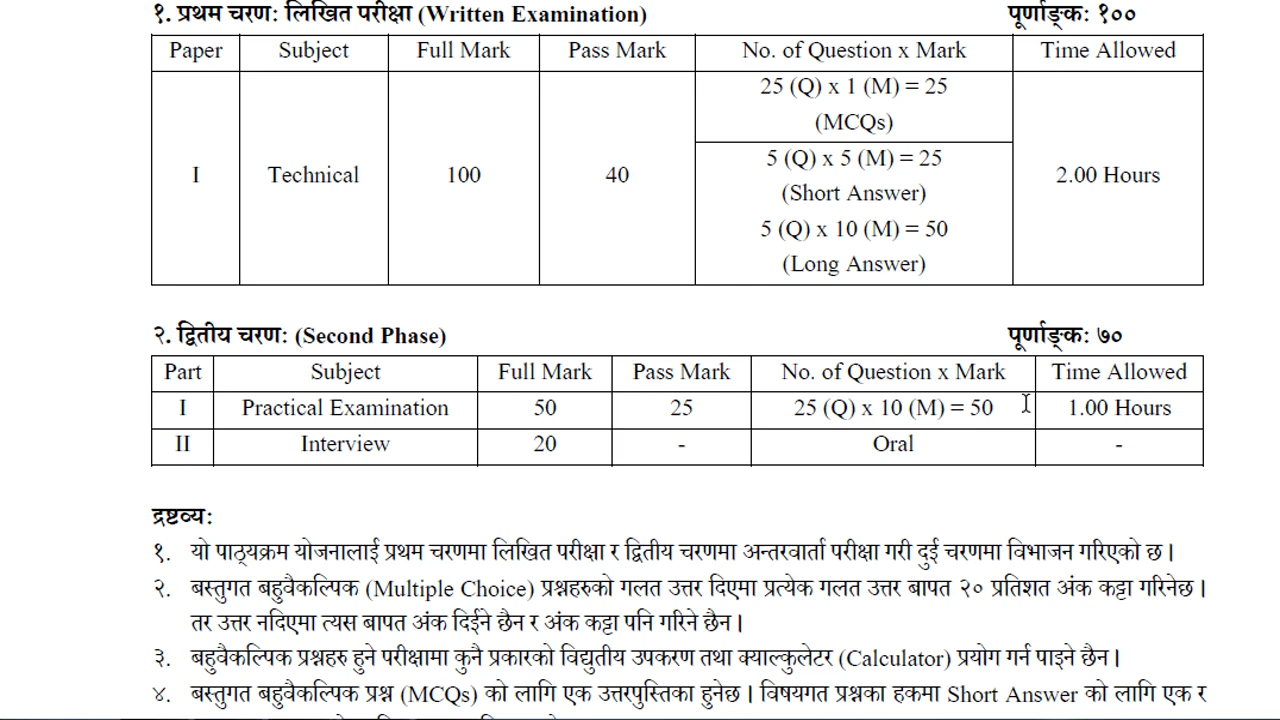 १. प्रथम चरणः लिखित परीक्षा (Written Examination) पूर्णाङ्कः १००
Paper Subject Full Mark Pass Mark No. of Question x Mark Time Allowed
I Technical 100 40 25 (Q) x 1 (M) = 25 2.00 Hours
(MCQs)
5 (Q) x 5 (M) = 25
(Short Answer)
5 (Q) x 10 (M) = 50
(Long Answer)
२. द्वितीय चरणः (Second Phase) पूर्णाङ्कः ७०
Part Subject Full Mark Pass Mark No. of Question x Mark Time Allowed
I Practical Examination 50 25 25 (Q) x 10 (M) = 50 1.00 Hours
II Interview 20 - Oral -
द्रष्टव्यः
१. यो पाठ्यक्रम योजनालाई प्रथम चरणमा लिखित परीक्षा र द्वितीय चरणमा अन्तरवार्ता परीक्षा गरी दुई चरणमा विभाजन गरिएको छ ।
२. बस्तुगत बहुवैकल्पिक (Multiple Choice) प्रश्नहरुको गलत उत्तर दिएमा प्रत्येक गलत उत्तर बापत २० प्रतिशत अंक कट्टा गरिनेछ ।
तर उत्तर नदिएमा त्यस बापत अंक दिईने छैन र अंक कट्टा पनि गरिने छैन ।
३. बहुवैकल्पिक प्रश्नहरु हुने परीक्षामा कुनै प्रकारको विद्युतीय उपकरण तथा क्याल्कुलेटर (Calculator) प्रयोग गर्न पाइने छैन ।
४. बस्तुगत बहुवैकल्पिक प्रश्न (MCQs) को लागि एक उत्तरपुस्तिका हुनेछ । विषयगत प्रश्नका हकमा Short Answer को लागि एक र